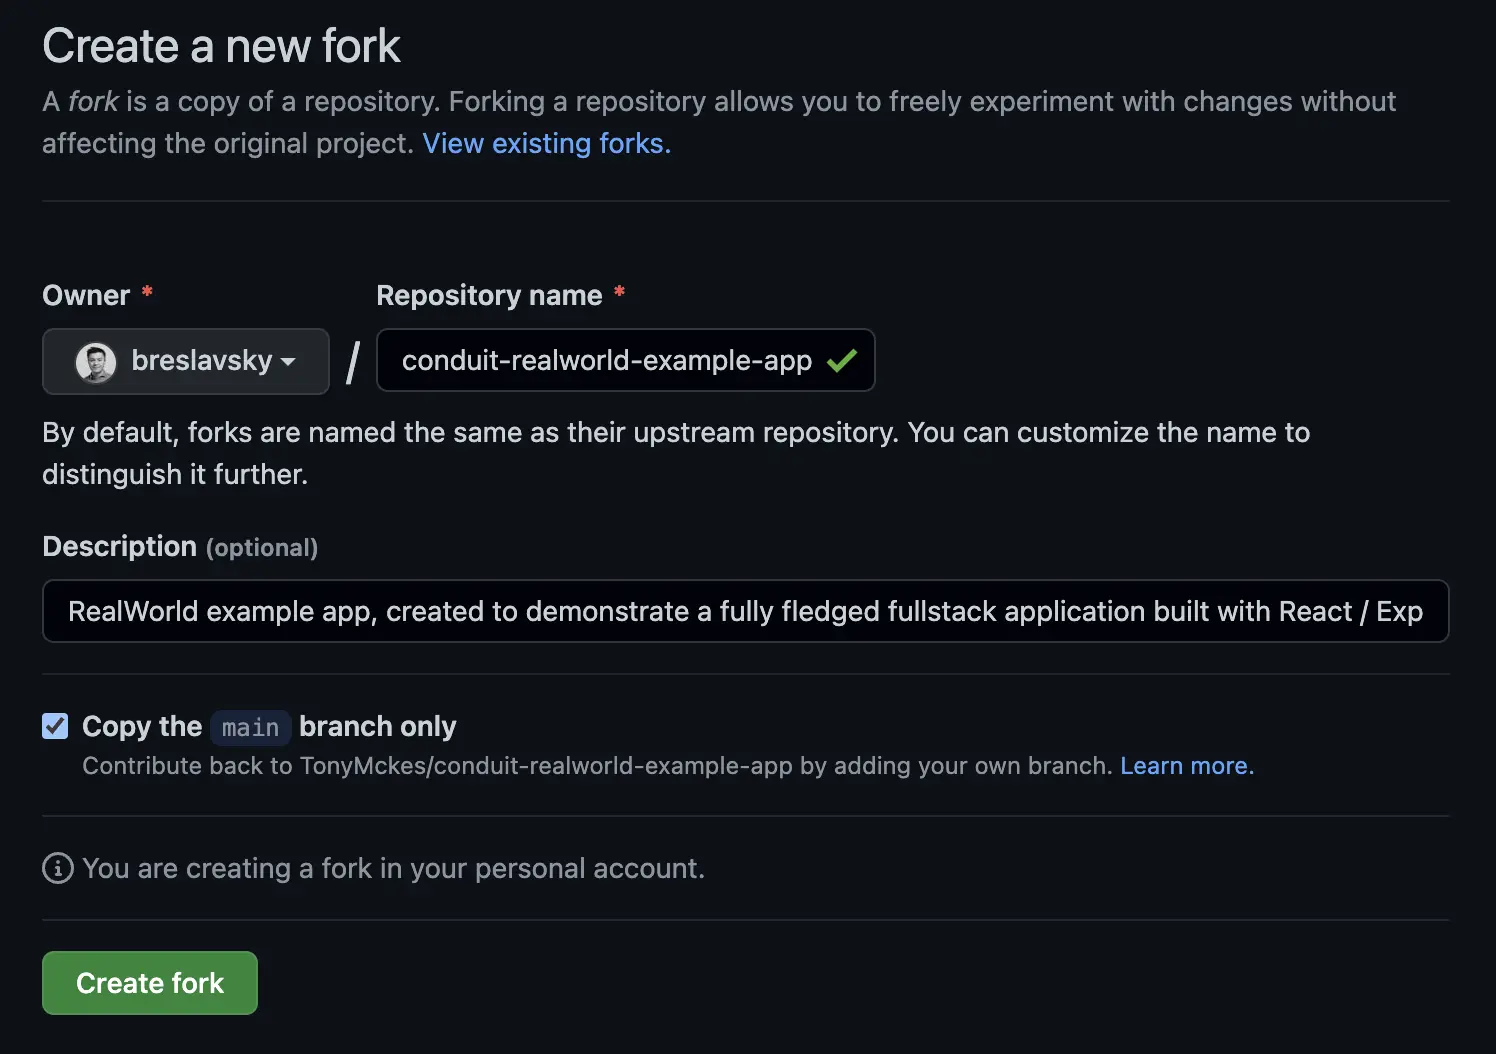 Create a new fork
A fork is a copy of a repository. Forking a repository allows you to freely experiment with changes without
affecting the original project. View existing forks.
Owner * Repository name *
breslavsky / conduit-realworld-example-app
By default, forks are named the same as their upstream repository. You can customize the name to
distinguish it further.
Description (optional)
RealWorld example app, created to demonstrate a fully fledged fullstack application built with React / Exp
Copy the main branch only
Contribute back to TonyMckes/conduit-realworld-example-app by adding your own branch. Learn more.
You are creating a fork in your personal account.
Create fork